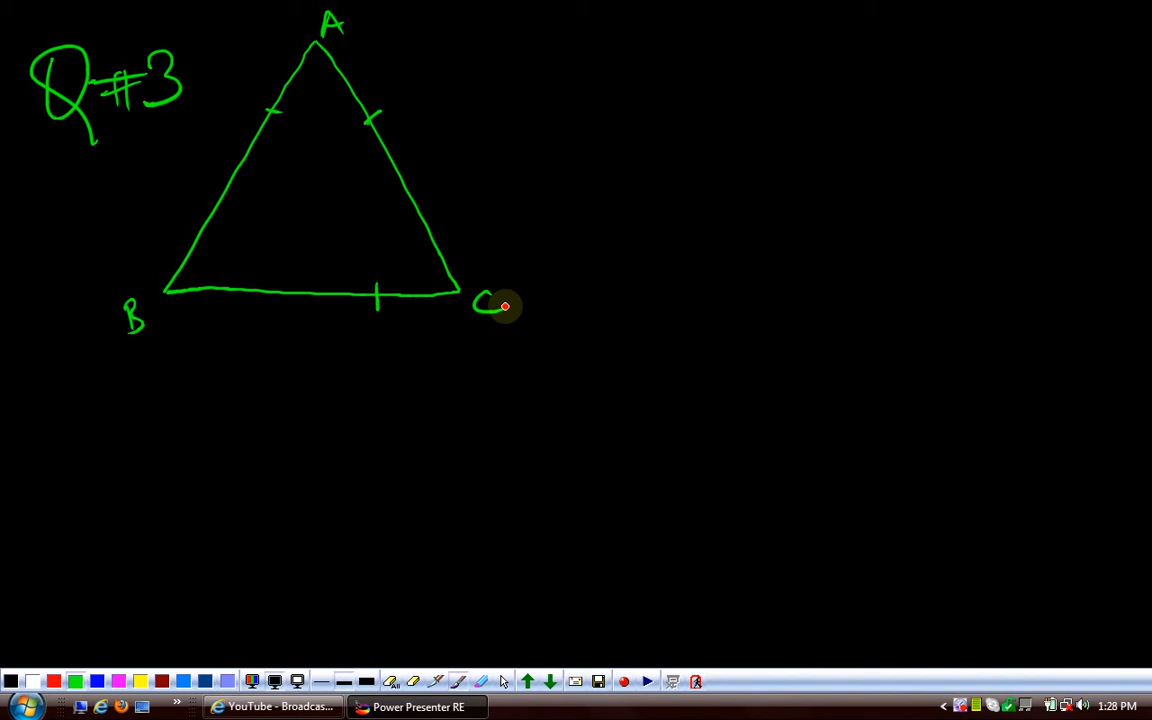 A
Q#3
B
C
YouTube - Broadcas...
Power Presenter RE
1:28 PM